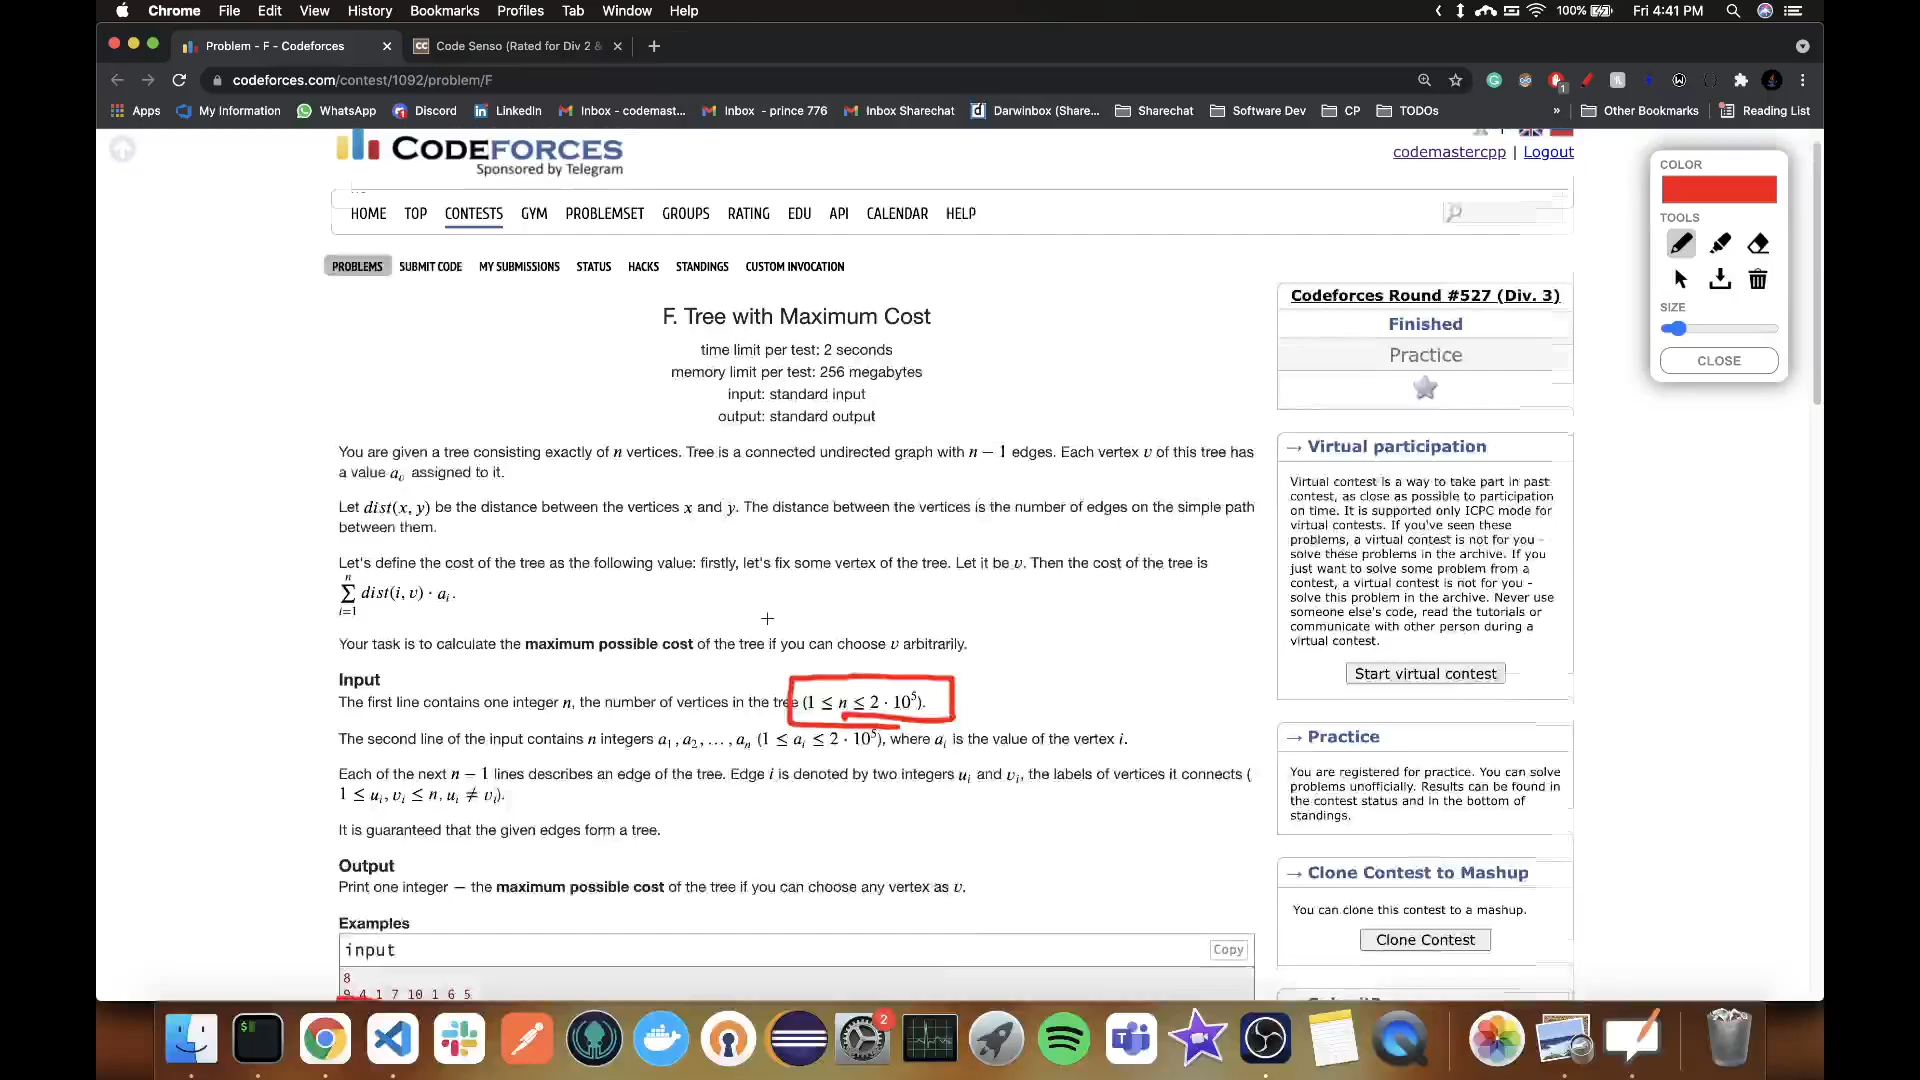 Chrome File Edit View History Bookmarks Profiles Tab Window Help 100% Fri 4:41 PM
Problem - F - Codeforces CC Code Senso (Rated for Div 2 &
codeforces.com/contest/1092/problem/F
Apps My Information WhatsApp Discord LinkedIn Inbox - codemast... Inbox - prince 776 Inbox Sharechat Darwinbox (Share... Sharechat Software Dev CP TODOs » Other Bookmarks Reading List
CODEFORCES
Sponsored by Telegram
codemastercpp | Logout
HOME TOP CONTESTS GYM PROBLEMSET GROUPS RATING EDU API CALENDAR HELP
PROBLEMS SUBMIT CODE MY SUBMISSIONS STATUS HACKS STANDINGS CUSTOM INVOCATION
F. Tree with Maximum Cost
time limit per test: 2 seconds
memory limit per test: 256 megabytes
input: standard input
output: standard output
You are given a tree consisting exactly of n vertices. Tree is a connected undirected graph with n − 1 edges. Each vertex v of this tree has
a value a_v assigned to it.
Let dist(x, y) be the distance between the vertices x and y. The distance between the vertices is the number of edges on the simple path
between them.
Let's define the cost of the tree as the following value: firstly, let's fix some vertex of the tree. Let it be v. Then the cost of the tree is
n
∑ dist(i, v) · a_i.
i=1
Your task is to calculate the maximum possible cost of the tree if you can choose v arbitrarily.
Input
The first line contains one integer n, the number of vertices in the tree (1 ≤ n ≤ 2 · 10^5).
The second line of the input contains n integers a_1, a_2, …, a_n (1 ≤ a_i ≤ 2 · 10^5), where a_i is the value of the vertex i.
Each of the next n − 1 lines describes an edge of the tree. Edge i is denoted by two integers u_i and v_i, the labels of vertices it connects (
1 ≤ u_i, v_i ≤ n, u_i ≠ v_i).
It is guaranteed that the given edges form a tree.
Output
Print one integer — the maximum possible cost of the tree if you can choose any vertex as v.
Examples
input Copy
8
9 4 1 7 10 1 6 5
Codeforces Round #527 (Div. 3)
Finished
Practice
→ Virtual participation
Virtual contest is a way to take part in past
contest, as close as possible to participation
on time. It is supported only ICPC mode for
virtual contests. If you've seen these
problems, a virtual contest is not for you -
solve these problems in the archive. If you
just want to solve some problem from a
contest, a virtual contest is not for you -
solve this problem in the archive. Never use
someone else's code, read the tutorials or
communicate with other person during a
virtual contest.
Start virtual contest
→ Practice
You are registered for practice. You can solve
problems unofficially. Results can be found in
the contest status and in the bottom of
standings.
→ Clone Contest to Mashup
You can clone this contest to a mashup.
Clone Contest
COLOR
TOOLS
SIZE
CLOSE
2